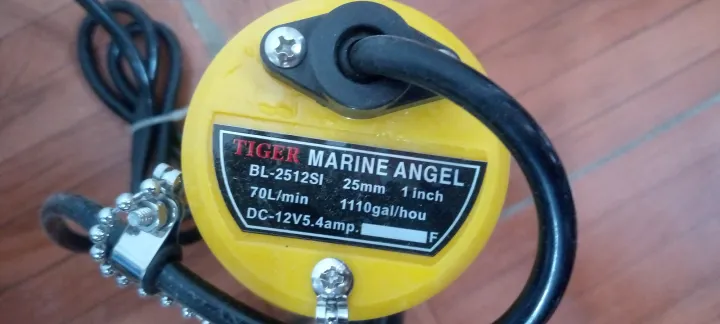 TIGER MARINE ANGEL
BL-2512SI 25mm 1 inch
70L/min 1110gal/hou
DC-12V5.4amp. F